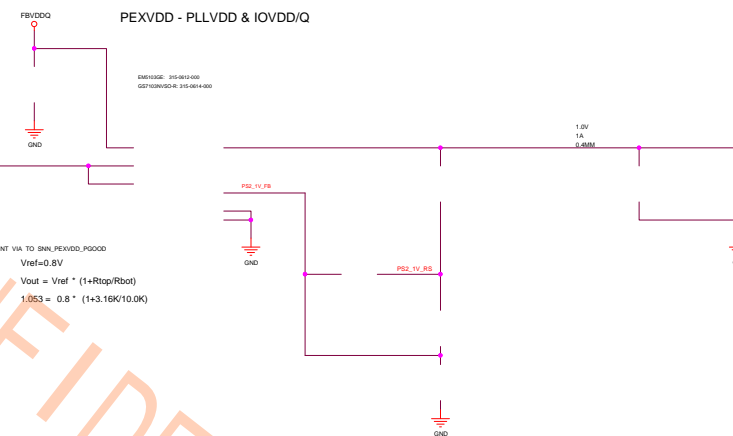 FBVDDQ
PEXVDD - PLLVDD & IOVDD/Q
EM5103GE: 315-0612-000
GS7103NVSO-R: 315-0614-000
GND
1.0V
1A
0.4MM
PS2_1V_FB
NT VIA TO SNN_PEXVDD_PGOOD
GND
Vref=0.8V
PS2_1V_RS
Vout = Vref * (1+Rtop/Rbot)
1.053 = 0.8 * (1+3.16K/10.0K)
GND